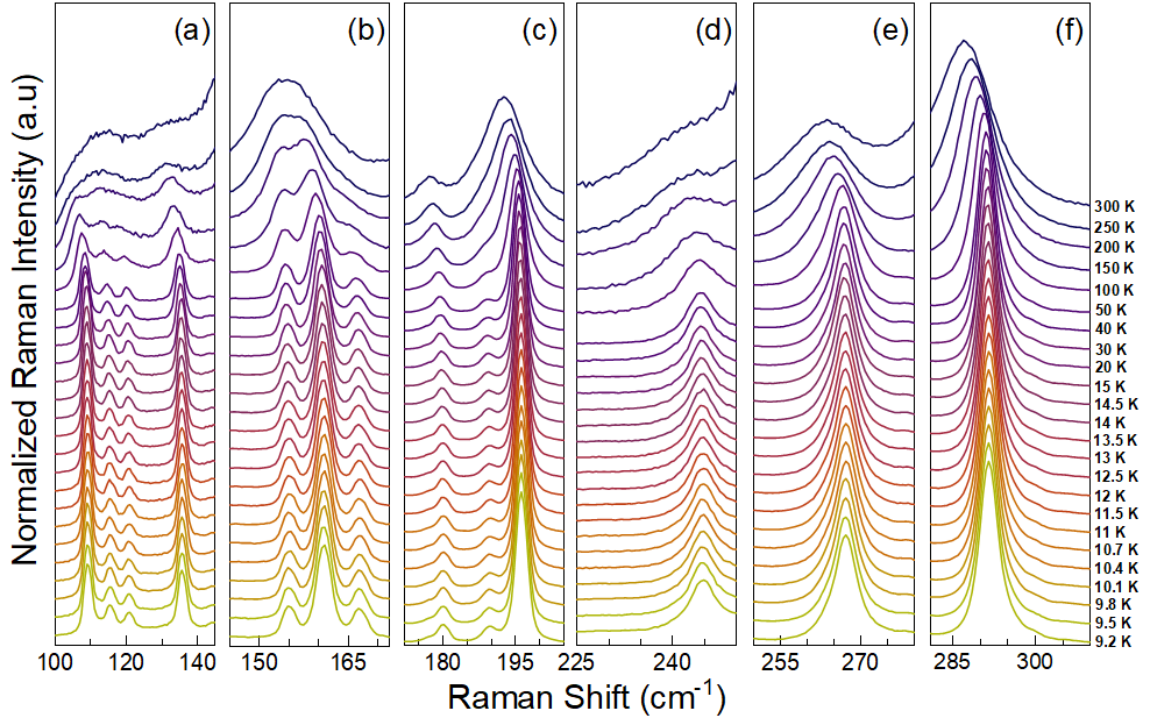 (a) (b) (c) (d) (e) (f)
Normalized Raman Intensity (a.u)
300 K
250 K
200 K
150 K
100 K
50 K
40 K
30 K
20 K
15 K
14.5 K
14 K
13.5 K
13 K
12.5 K
12 K
11.5 K
11 K
10.7 K
10.4 K
10.1 K
9.8 K
9.5 K
9.2 K
100 120 140 150 165 180 195 225 240 255 270 285 300
Raman Shift (cm⁻¹)